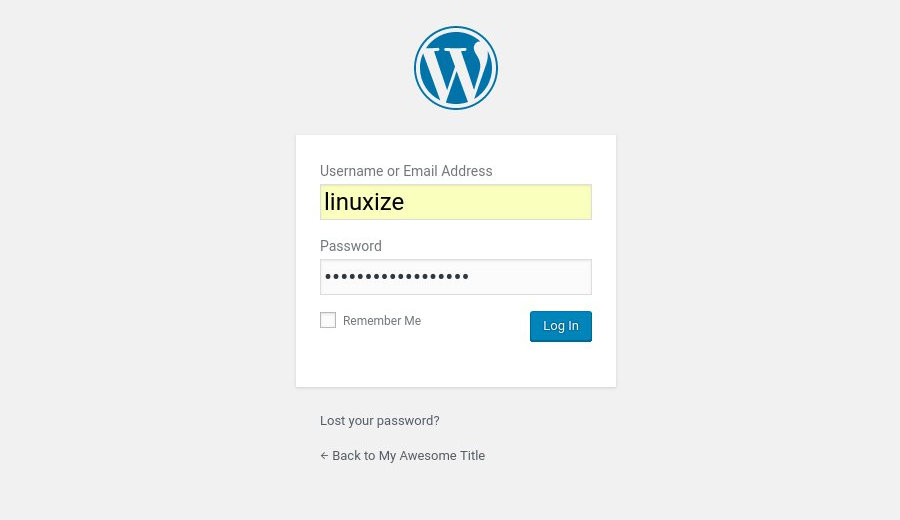 Username or Email Address
linuxize
Password
••••••••••••••••••
Remember Me
Log In
Lost your password?
← Back to My Awesome Title